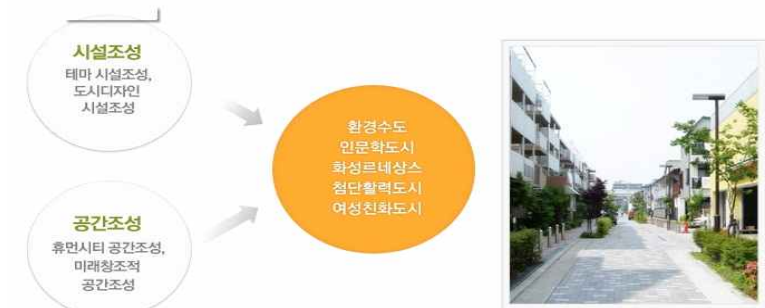 시설조성
테마 시설조성,
도시디자인
시설조성
환경수도
인문학도시
화성르네상스
첨단활력도시
여성친화도시
공간조성
휴먼시티 공간조성,
미래창조적
공간조성